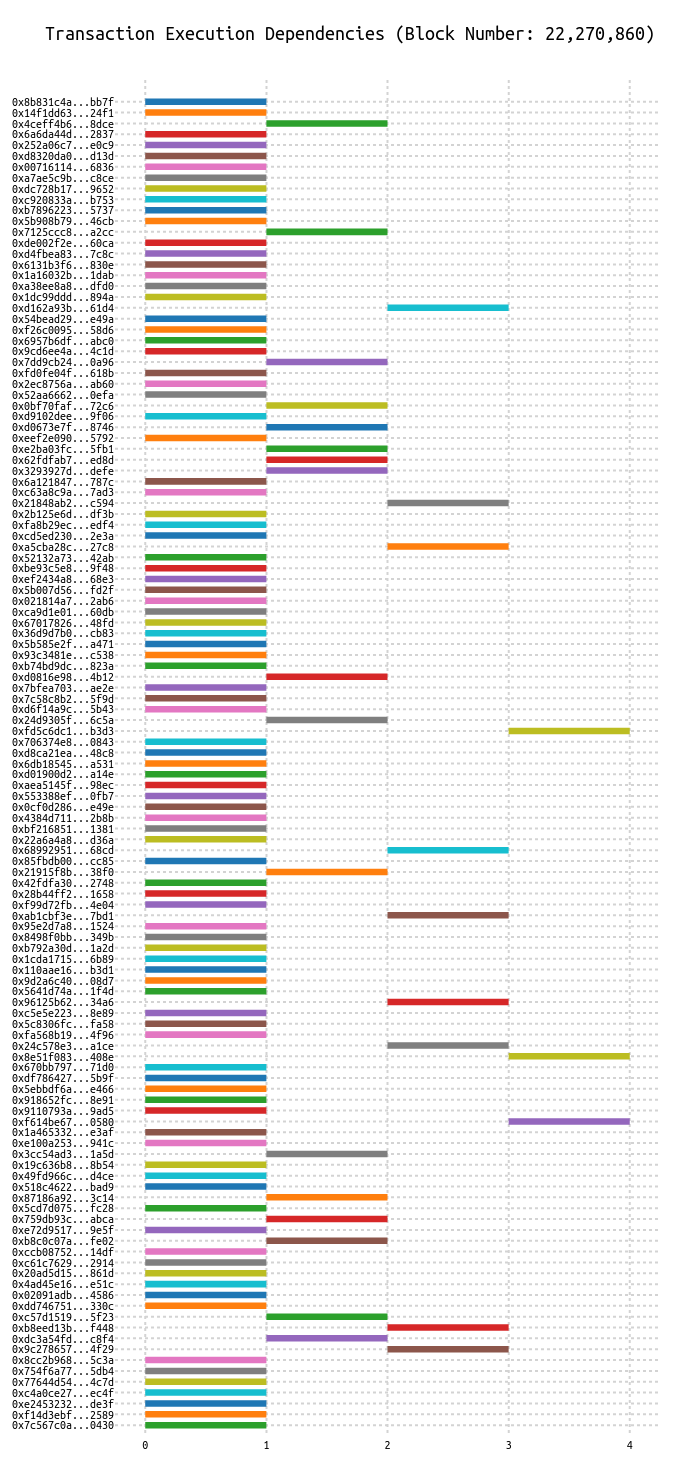 Transaction Execution Dependencies (Block Number: 22,270,860)
0x8b831c4a...bb7f
0x14f1dd63...24f1
0x4ceff4b6...8dce
0x6a6da44d...2837
0x252a06c7...e0c9
0xd8320da0...d13d
0x00716114...6836
0xa7ae5c9b...c8ce
0xdc728b17...9652
0xc920833a...b753
0xb7896223...5737
0x5b908b79...46cb
0x7125ccc8...a2cc
0xde002f2e...60ca
0xd4fbea83...7c8c
0x6131b3f6...830e
0x1a16032b...1dab
0xa38ee8a8...dfd0
0x1dc99ddd...894a
0xd162a93b...61d4
0x54bead29...e49a
0xf26c0095...58d6
0x6957b6df...abc0
0x9cd6ee4a...4c1d
0x7dd9cb24...0a96
0xfd0fe04f...618b
0x2ec8756a...ab60
0x52aa6662...0efa
0x0bf70faf...72c6
0xd9102dee...9f06
0xd0673e7f...8746
0xeef2e090...5792
0xe2ba03fc...5fb1
0x62fdfab7...ed8d
0x3293927d...defe
0x6a121847...787c
0xc63a8c9a...7ad3
0x21848ab2...c594
0x2b125e6d...df3b
0xfa8b29ec...edf4
0xcd5ed230...2e3a
0xa5cba28c...27c8
0x52132a73...42ab
0xbe93c5e8...9f48
0xef2434a8...68e3
0x5b007d56...fd2f
0x021814a7...2ab6
0xca9d1e01...60db
0x67017826...48fd
0x36d9d7b0...cb83
0x5b585e2f...a471
0x93c3481e...c538
0xb74bd9dc...823a
0xd0816e98...4b12
0x7bfea703...ae2e
0x7c58c8b2...5f9d
0xd6f14a9c...5b43
0x24d9305f...6c5a
0xfd5c6dc1...b3d3
0x706374e8...0843
0xd8ca21ea...48c8
0x6db18545...a531
0xd01900d2...a14e
0xaea5145f...98ec
0x553388ef...0fb7
0x0cf0d286...e49e
0x4384d711...2b8b
0xbf216851...1381
0x22a6a4a8...d36a
0x68992951...68cd
0x85fbdb00...cc85
0x21915f8b...38f0
0x42fdfa30...2748
0x28b44ff2...1658
0xf99d72fb...4e04
0xab1cbf3e...7bd1
0x95e2d7a8...1524
0x8498f0bb...349b
0xb792a30d...1a2d
0x1cda1715...6b89
0x110aae16...b3d1
0x9d2a6c40...08d7
0x5641d74a...1f4d
0x96125b62...34a6
0xc5e5e223...8e89
0x5c8306fc...fa58
0xfa568b19...4f96
0x24c578e3...a1ce
0x8e51f083...408e
0x670bb797...71d0
0xdf786427...5b9f
0x5ebbdf6a...e466
0x918652fc...8e91
0x9110793a...9ad5
0xf614be67...0580
0x1a465332...e3af
0xe100a253...941c
0x3cc54ad3...1a5d
0x19c636b8...8b54
0x49fd966c...d4ce
0x518c4622...bad9
0x87186a92...3c14
0x5cd7d075...fc28
0x759db93c...abca
0xe72d9517...9e5f
0xb8c0c07a...fe02
0xccb08752...14df
0xc61c7629...2914
0x20ad5d15...861d
0x4ad45e16...e51c
0x02091adb...4586
0xdd746751...330c
0xc57d1519...5f23
0xb8eed13b...f448
0xdc3a54fd...c8f4
0x9c278657...4f29
0x8cc2b968...5c3a
0x754f6a77...5db4
0x77644d54...4c7d
0xc4a0ce27...ec4f
0xe2453232...de3f
0xf14d3ebf...2589
0x7c567c0a...0430
0 1 2 3 4